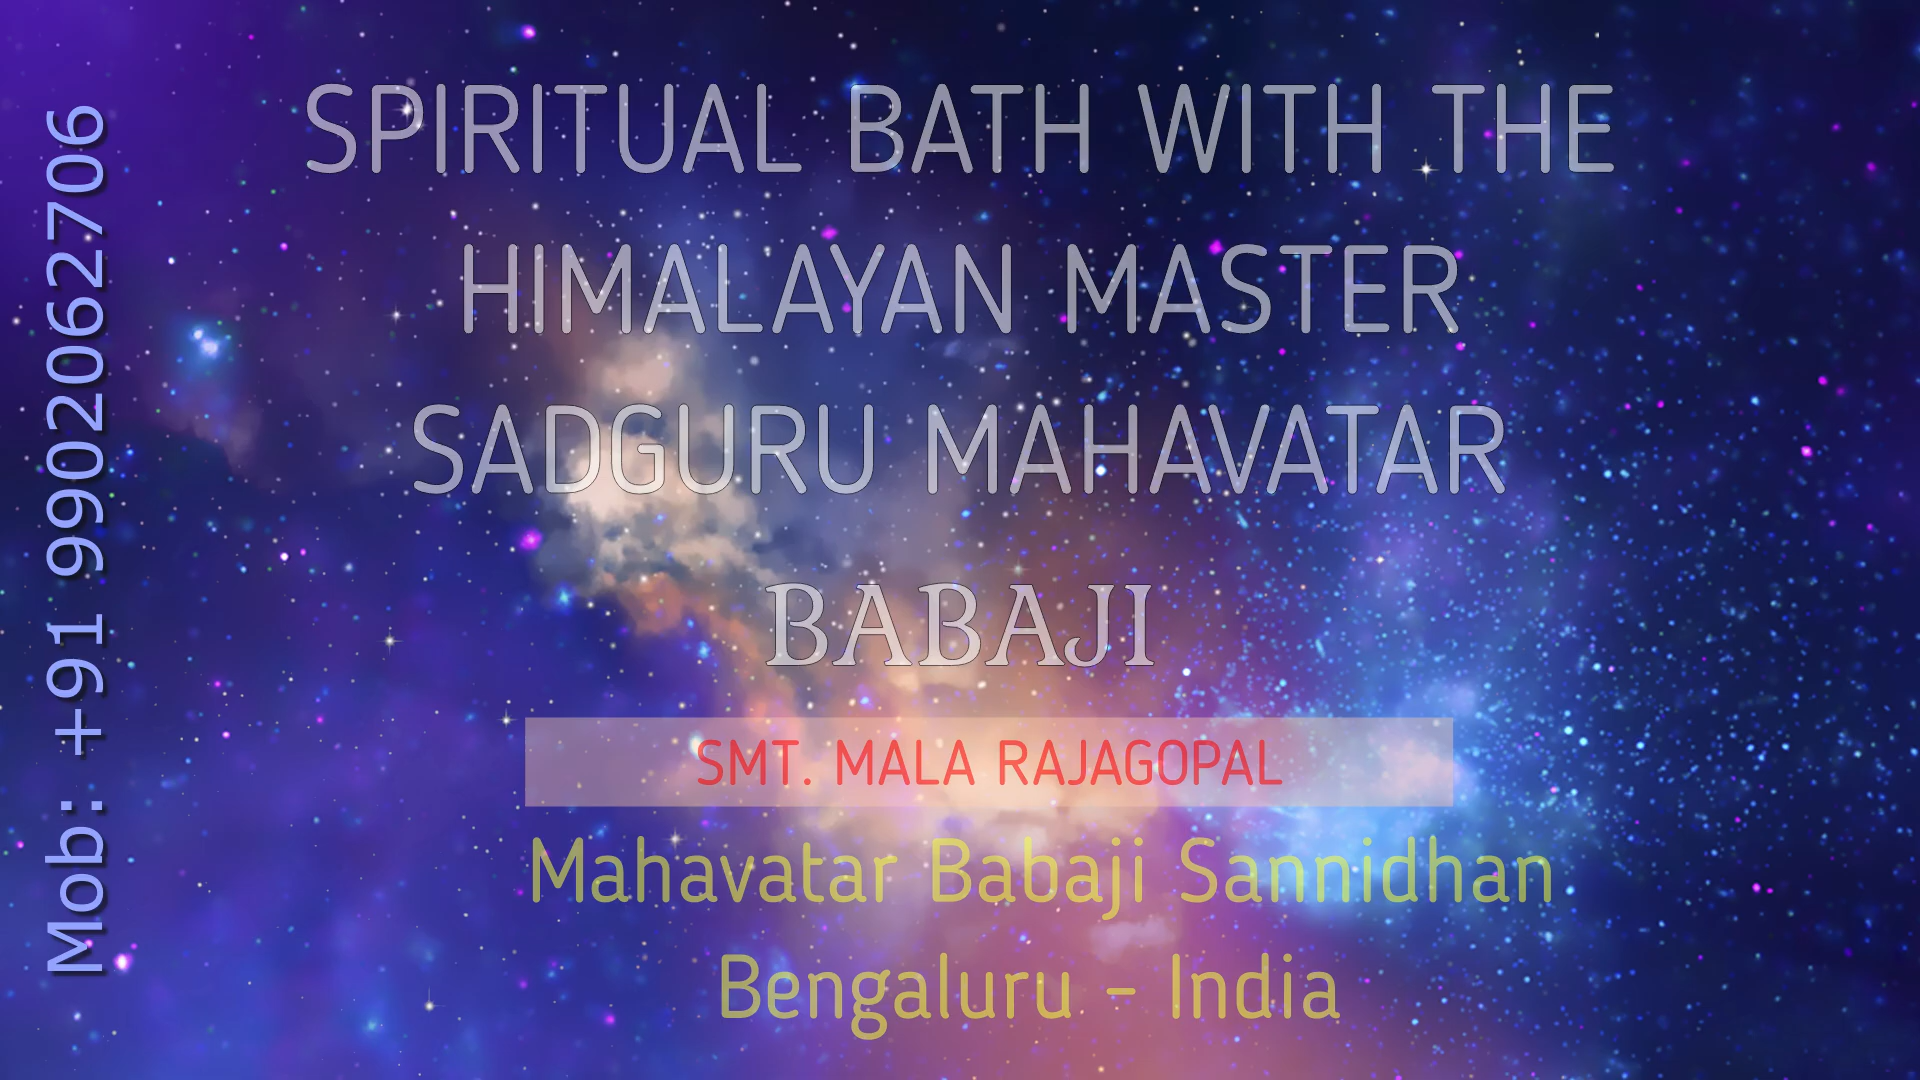 SPIRITUAL BATH WITH THE
HIMALAYAN MASTER
SADGURU MAHAVATAR
BABAJI
SMT. MALA RAJAGOPAL
Mahavatar Babaji Sannidhan
Bengaluru - India
Mob: +91 9902062706